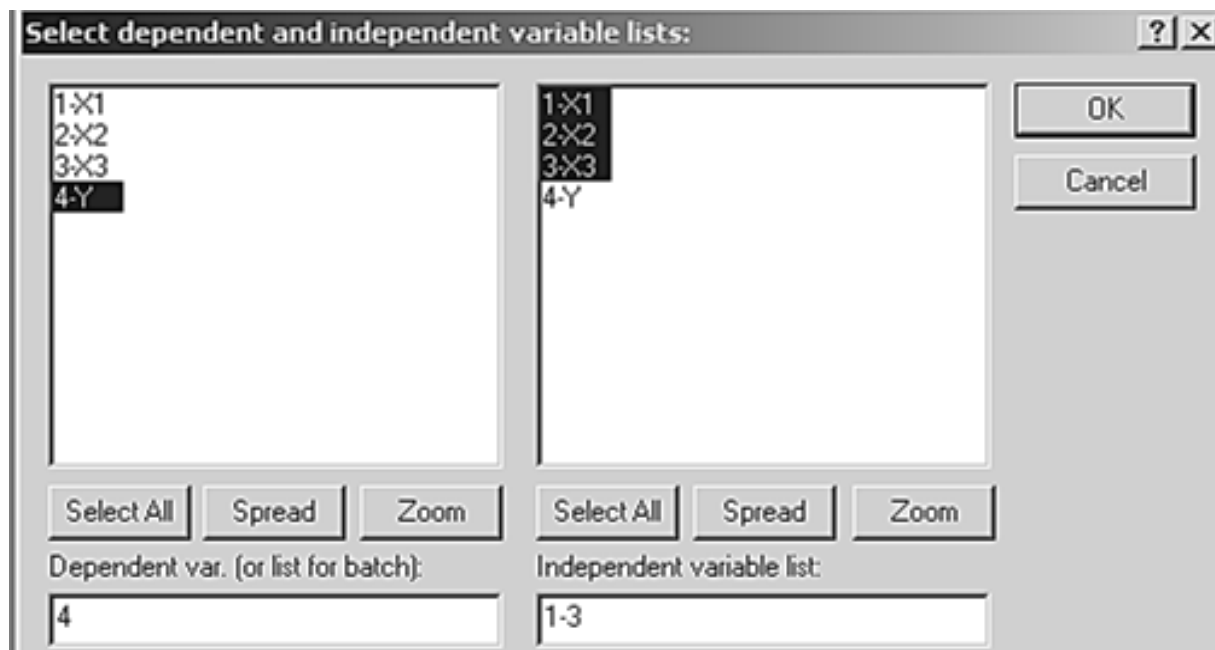 Select dependent and independent variable lists:
? ×
1-X1
2-X2
3-X3
4-Y
1-X1
2-X2
3-X3
4-Y
OK
Cancel
Select All Spread Zoom
Select All Spread Zoom
Dependent var. (or list for batch):
4
Independent variable list:
1-3